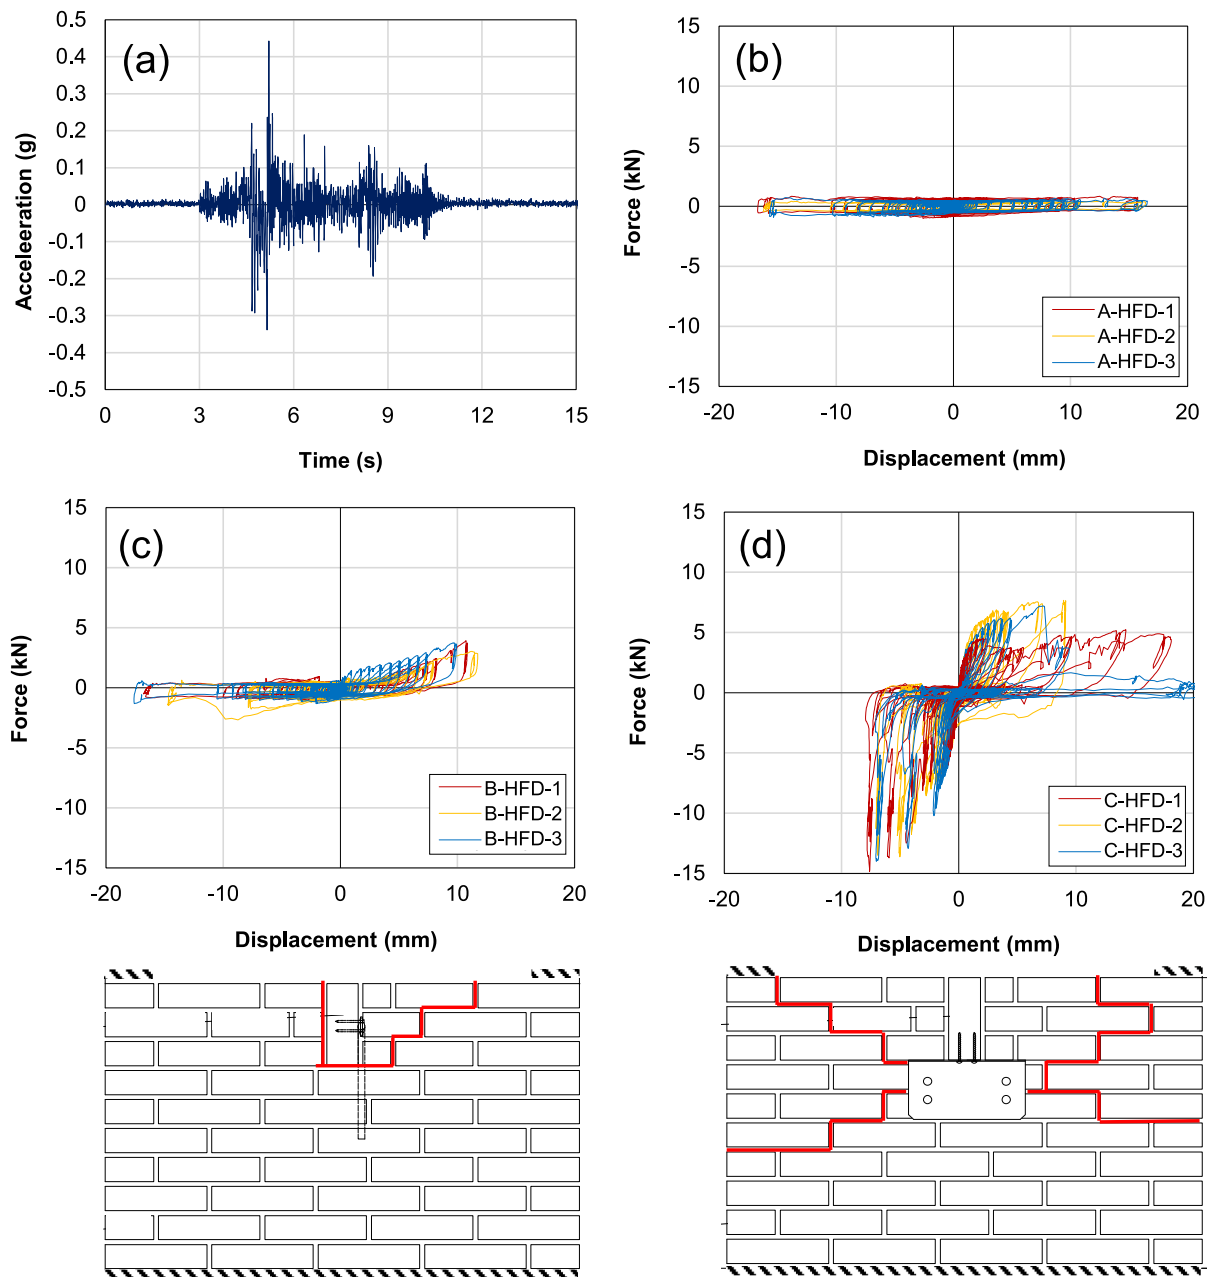 (a)
0.5
0.4
0.3
0.2
0.1
0
-0.1
-0.2
-0.3
-0.4
-0.5
Acceleeration (g)
0 3 6 9 12 15
Time (s)
(b)
15
10
5
0
-5
-10
-15
Force (kN)
A-HFD-1
A-HFD-2
A-HFD-3
-20 -10 0 10 20
Displacement (mm)
(c)
15
10
5
0
-5
-10
-15
Force (kN)
B-HFD-1
B-HFD-2
B-HFD-3
-20 -10 0 10 20
Displacement (mm)
(d)
15
10
5
0
-5
-10
-15
Force (kN)
C-HFD-1
C-HFD-2
C-HFD-3
-20 -10 0 10 20
Displacement (mm)